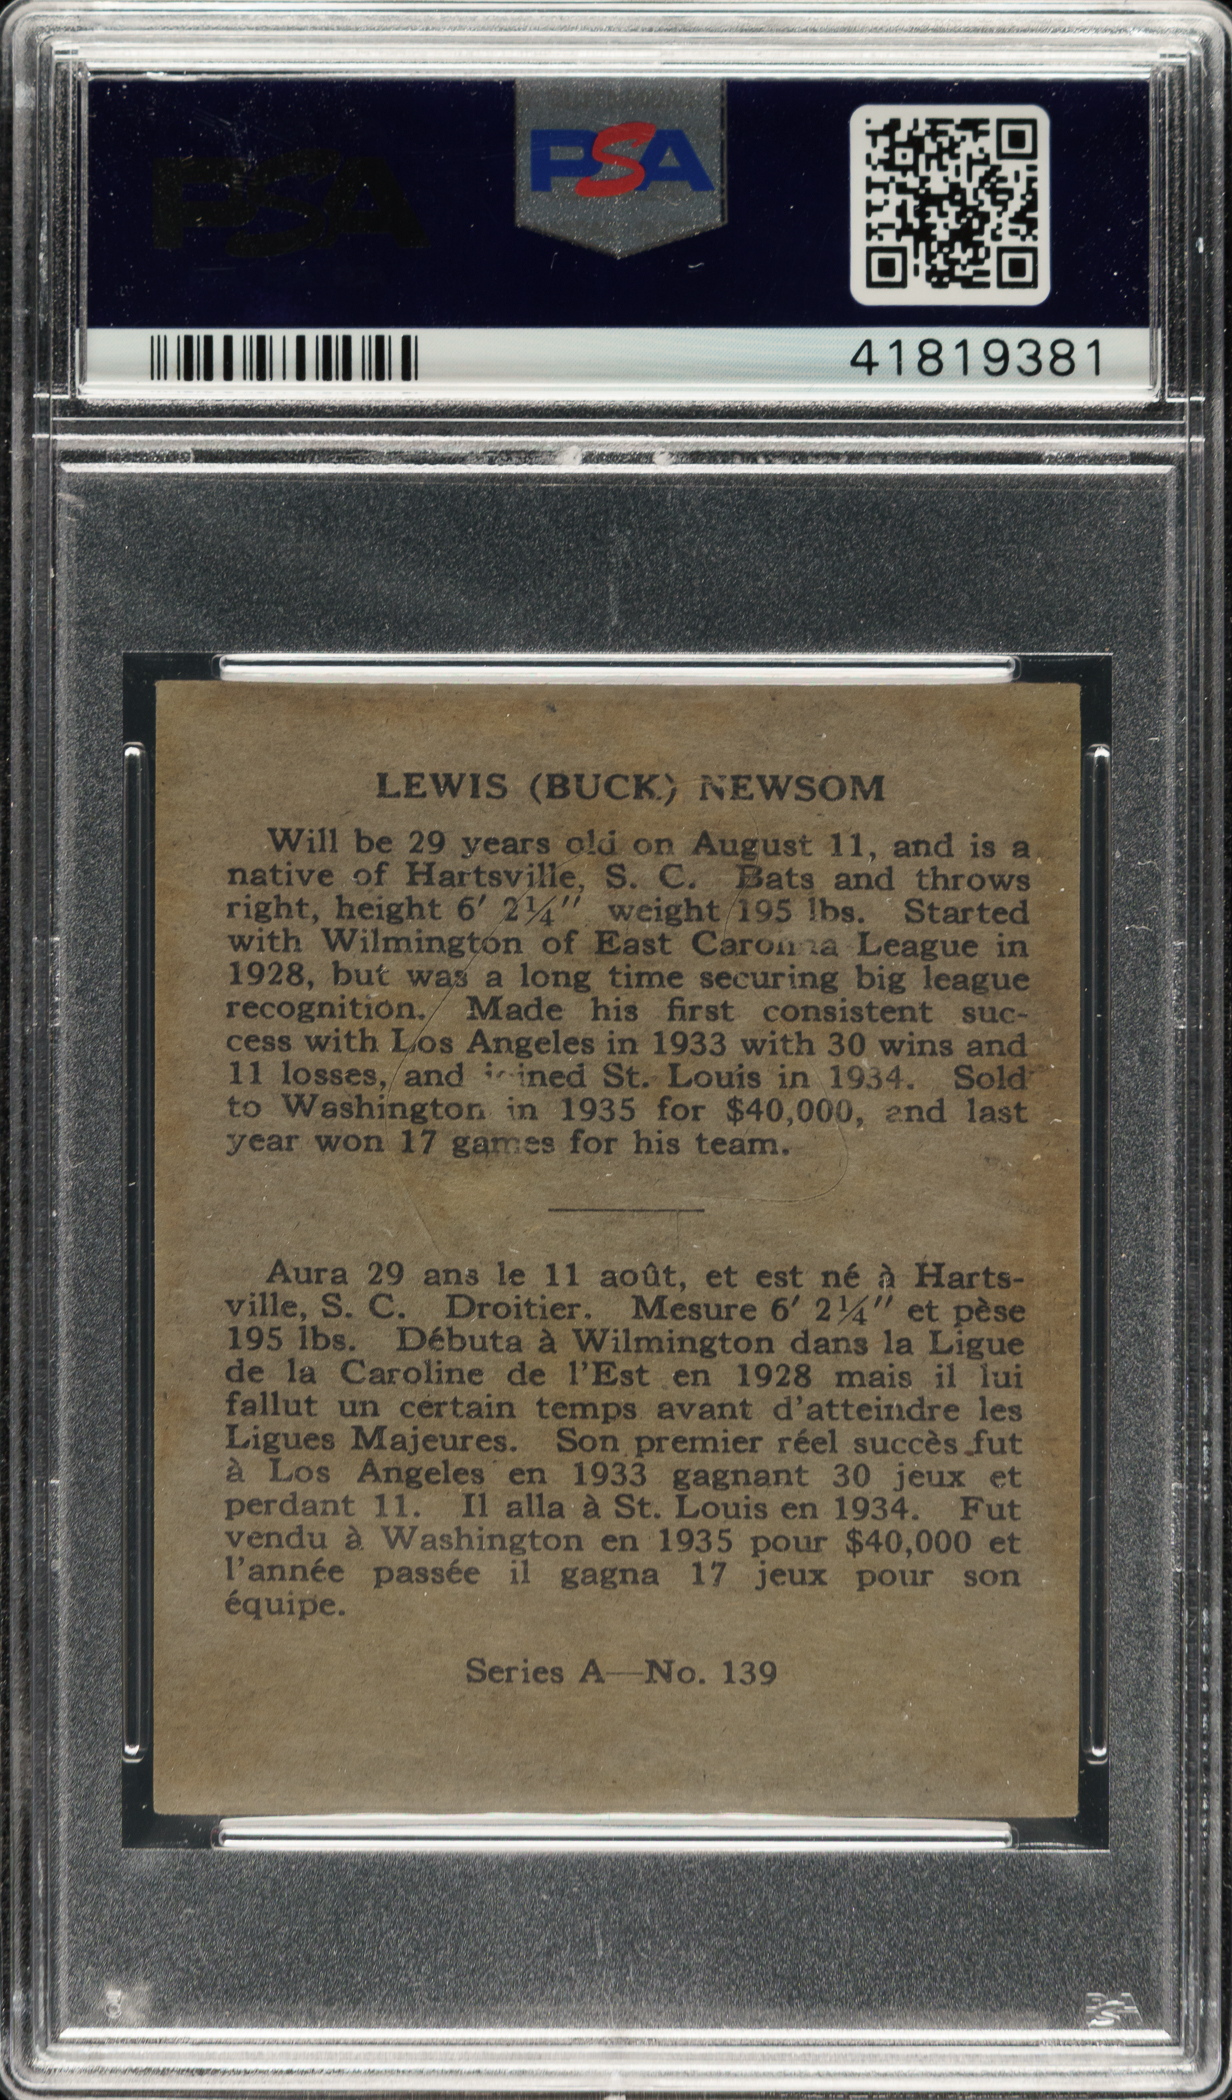 PSA
PSA
41819381
LEWIS (BUCK) NEWSOM
Will be 29 years old on August 11, and is a
native of Hartsville, S. C. Bats and throws
right, height 6′ 2¼″ weight 195 lbs. Started
with Wilmington of East Carolina League in
1928, but was a long time securing big league
recognition. Made his first consistent suc-
cess with Los Angeles in 1933 with 30 wins and
11 losses, and joined St. Louis in 1934. Sold
to Washington in 1935 for $40,000, and last
year won 17 games for his team.
Aura 29 ans le 11 août, et est né à Harts-
ville, S. C. Droitier. Mesure 6′ 2¼″ et pèse
195 lbs. Débuta à Wilmington dans la Ligue
de la Caroline de l'Est en 1928 mais il lui
fallut un certain temps avant d'atteindre les
Ligues Majeures. Son premier réel succès fut
à Los Angeles en 1933 gagnant 30 jeux et
perdant 11. Il alla à St. Louis en 1934. Fut
vendu à Washington en 1935 pour $40,000 et
l'année passée il gagna 17 jeux pour son
équipe.
Series A—No. 139
PSA